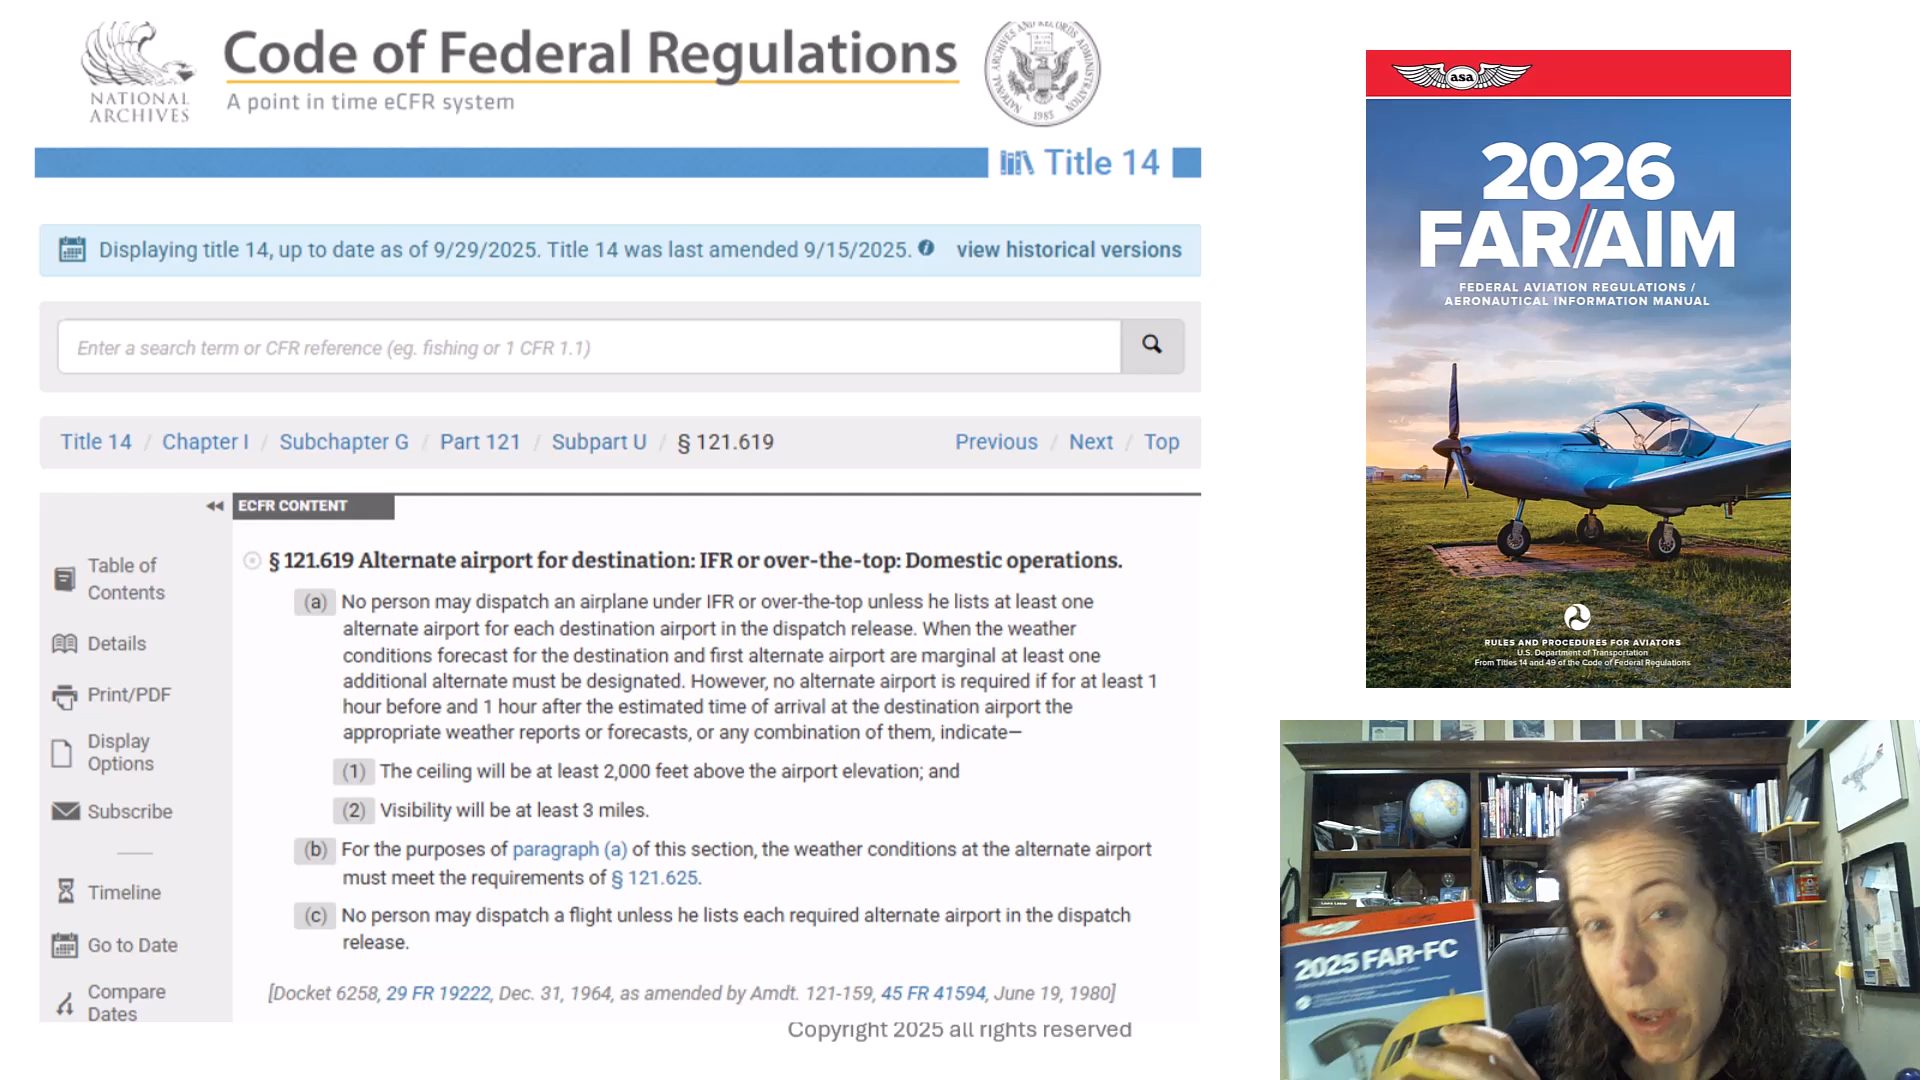 NATIONAL
ARCHIVES
Code of Federal Regulations
A point in time eCFR system
1985
Title 14
Displaying title 14, up to date as of 9/29/2025. Title 14 was last amended 9/15/2025. view historical versions
Enter a search term or CFR reference (eg. fishing or 1 CFR 1.1)
Title 14 / Chapter I / Subchapter G / Part 121 / Subpart U / § 121.619
Previous / Next / Top
ECFR CONTENT
Table of
Contents
Details
Print/PDF
Display
Options
Subscribe
Timeline
Go to Date
Compare
Dates
§ 121.619 Alternate airport for destination: IFR or over-the-top: Domestic operations.
(a) No person may dispatch an airplane under IFR or over-the-top unless he lists at least one
alternate airport for each destination airport in the dispatch release. When the weather
conditions forecast for the destination and first alternate airport are marginal at least one
additional alternate must be designated. However, no alternate airport is required if for at least 1
hour before and 1 hour after the estimated time of arrival at the destination airport the
appropriate weather reports or forecasts, or any combination of them, indicate—
(1) The ceiling will be at least 2,000 feet above the airport elevation; and
(2) Visibility will be at least 3 miles.
(b) For the purposes of paragraph (a) of this section, the weather conditions at the alternate airport
must meet the requirements of § 121.625.
(c) No person may dispatch a flight unless he lists each required alternate airport in the dispatch
release.
[Docket 6258, 29 FR 19222, Dec. 31, 1964, as amended by Amdt. 121-159, 45 FR 41594, June 19, 1980]
Copyright 2025 all rights reserved
asa
2026
FAR/AIM
FEDERAL AVIATION REGULATIONS /
AERONAUTICAL INFORMATION MANUAL
RULES AND PROCEDURES FOR AVIATORS
U.S. Department of Transportation
From Titles 14 and 49 of the Code of Federal Regulations
2025 FAR-FC